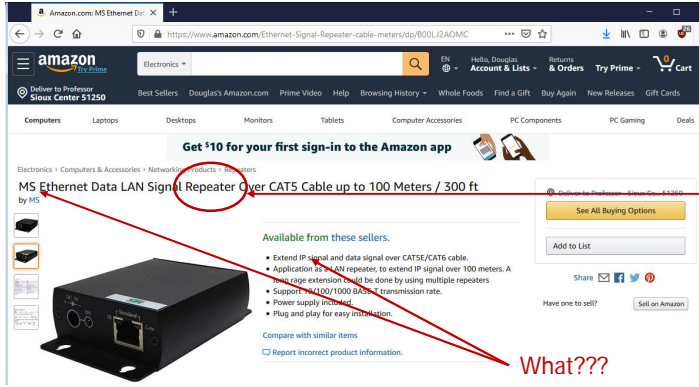 Amazon.com: MS Ethernet Dat
https://www.amazon.com/Ethernet-Signal-Repeater-cable-meters/dp/B00LJ2AOMC
amazon
Try Prime
Electronics
EN
Hello, Douglas
Account & Lists
Returns
& Orders
Try Prime
0
Cart
Deliver to Professor
Sioux Center 51250
Best Sellers Douglas's Amazon.com Prime Video Help Browsing History Whole Foods Find a Gift Buy Again New Releases Gift Cards
Computers Laptops Desktops Monitors Tablets Computer Accessories PC Components PC Gaming Deals
Get $10 for your first sign-in to the Amazon app
Electronics › Computers & Accessories › Networking Products › Repeaters
MS Ethernet Data LAN Signal Repeater Over CAT5 Cable up to 100 Meters / 300 ft
by MS
Deliver to Professor - Sioux Ce... 51250
See All Buying Options
Add to List
Share
Have one to sell?
Sell on Amazon
Available from these sellers.
• Extend IP signal and data signal over CAT5E/CAT6 cable.
• Application as a LAN repeater, to extend IP signal over 100 meters. A
long rage extension could be done by using multiple repeaters
• Support 10/100/1000 BASE-T transmission rate.
• Power supply included.
• Plug and play for easy installation.
Compare with similar items
Report incorrect product information.
What???